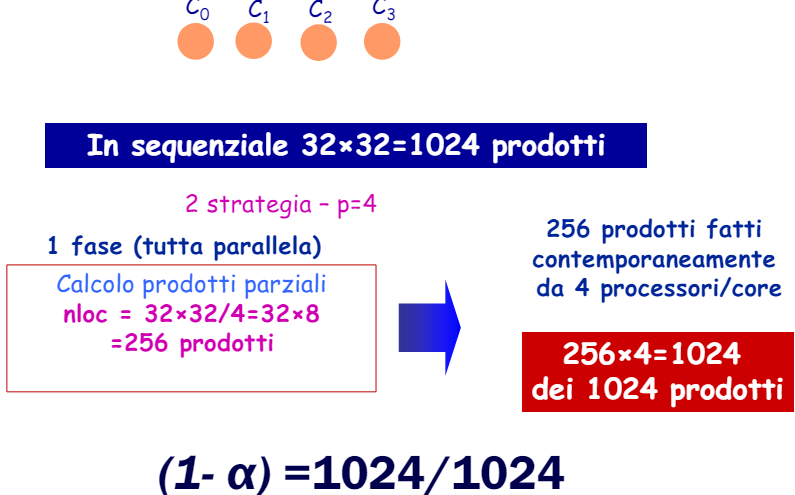 C0 C1 C2 C3
In sequenziale 32×32=1024 prodotti
2 strategia – p=4
1 fase (tutta parallela)
Calcolo prodotti parziali
nloc = 32×32/4=32×8
=256 prodotti
256 prodotti fatti
contemporaneamente
da 4 processori/core
256×4=1024
dei 1024 prodotti
(1- α) =1024/1024